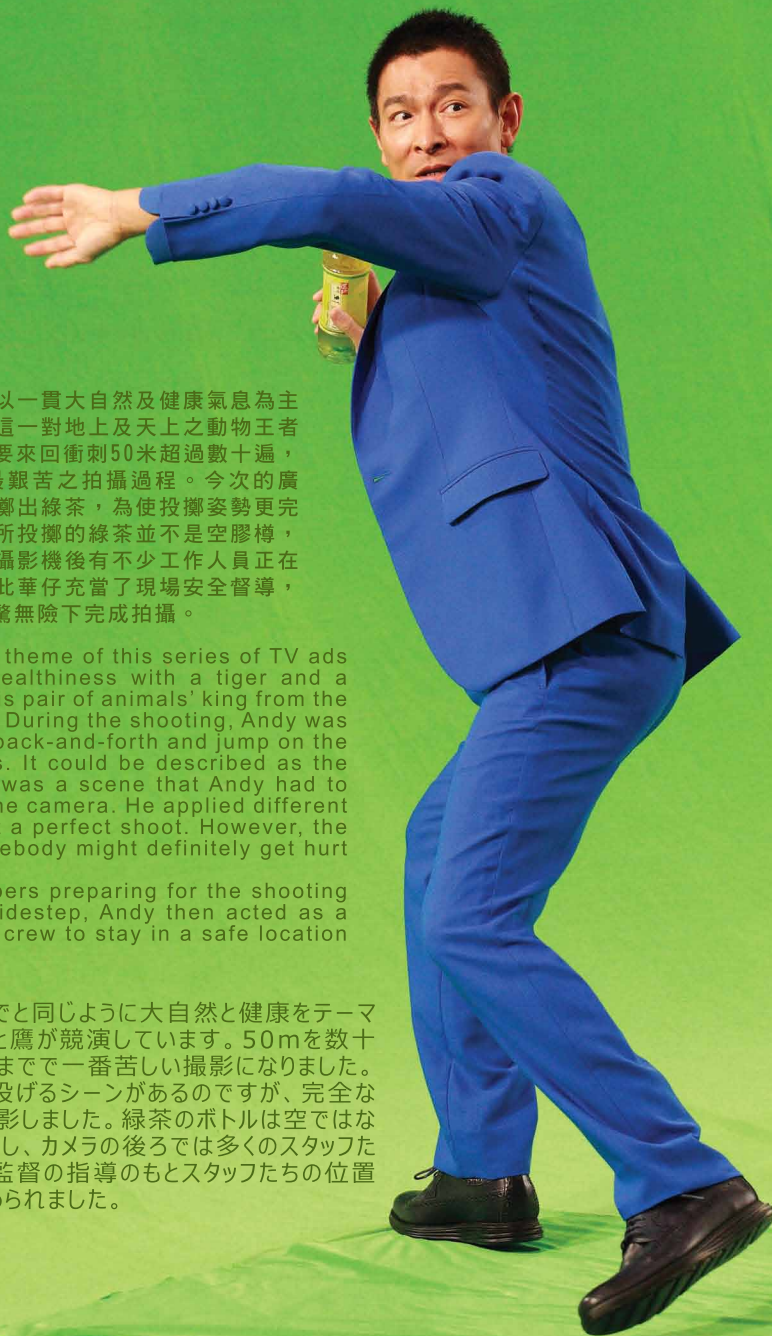 以一貫大自然及健康氣息為主
這一對地上及天上之動物王者
要來回衝刺50米超過數十遍，
最艱苦之拍攝過程。今次的廣
擲出綠茶，為使投擲姿勢更完
所投擲的綠茶並不是空膠樽，
攝影機後有不少工作人員正在
此華仔充當了現場安全督導，
驚無險下完成拍攝。
theme of this series of TV ads
ealthiness with a tiger and a
s pair of animals' king from the
During the shooting, Andy was
back-and-forth and jump on the
s. It could be described as the
was a scene that Andy had to
ne camera. He applied different
a perfect shoot. However, the
ebody might definitely get hurt
bers preparing for the shooting
idestep, Andy then acted as a
crew to stay in a safe location
でと同じように大自然と健康をテーマ
と鷹が競演しています。50mを数十
までで一番苦しい撮影になりました。
投げるシーンがあるのですが、完全な
影しました。緑茶のボトルは空ではな
し、カメラの後ろでは多くのスタッフた
監督の指導のもとスタッフたちの位置
められました。